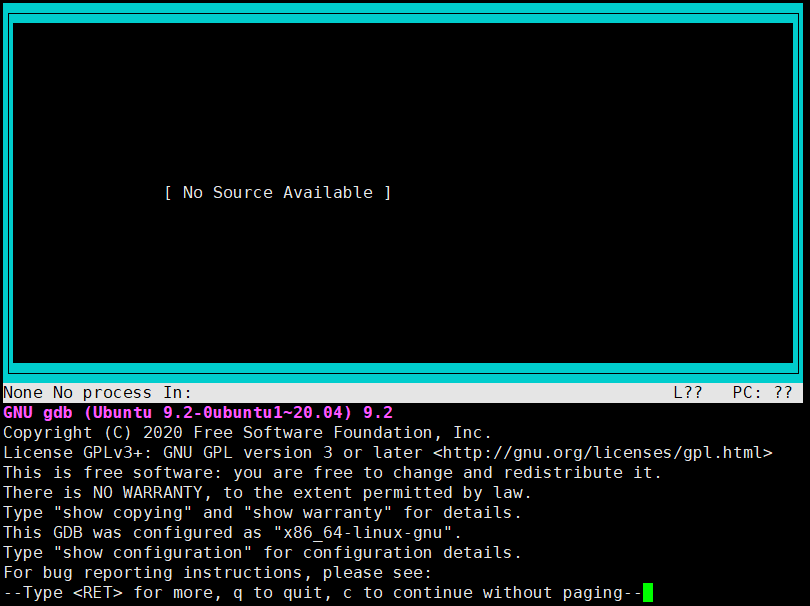 [ No Source Available ]
None No process In: L?? PC: ??
GNU gdb (Ubuntu 9.2-0ubuntu1~20.04) 9.2
Copyright (C) 2020 Free Software Foundation, Inc.
License GPLv3+: GNU GPL version 3 or later <http://gnu.org/licenses/gpl.html>
This is free software: you are free to change and redistribute it.
There is NO WARRANTY, to the extent permitted by law.
Type "show copying" and "show warranty" for details.
This GDB was configured as "x86_64-linux-gnu".
Type "show configuration" for configuration details.
For bug reporting instructions, please see:
--Type <RET> for more, q to quit, c to continue without paging--